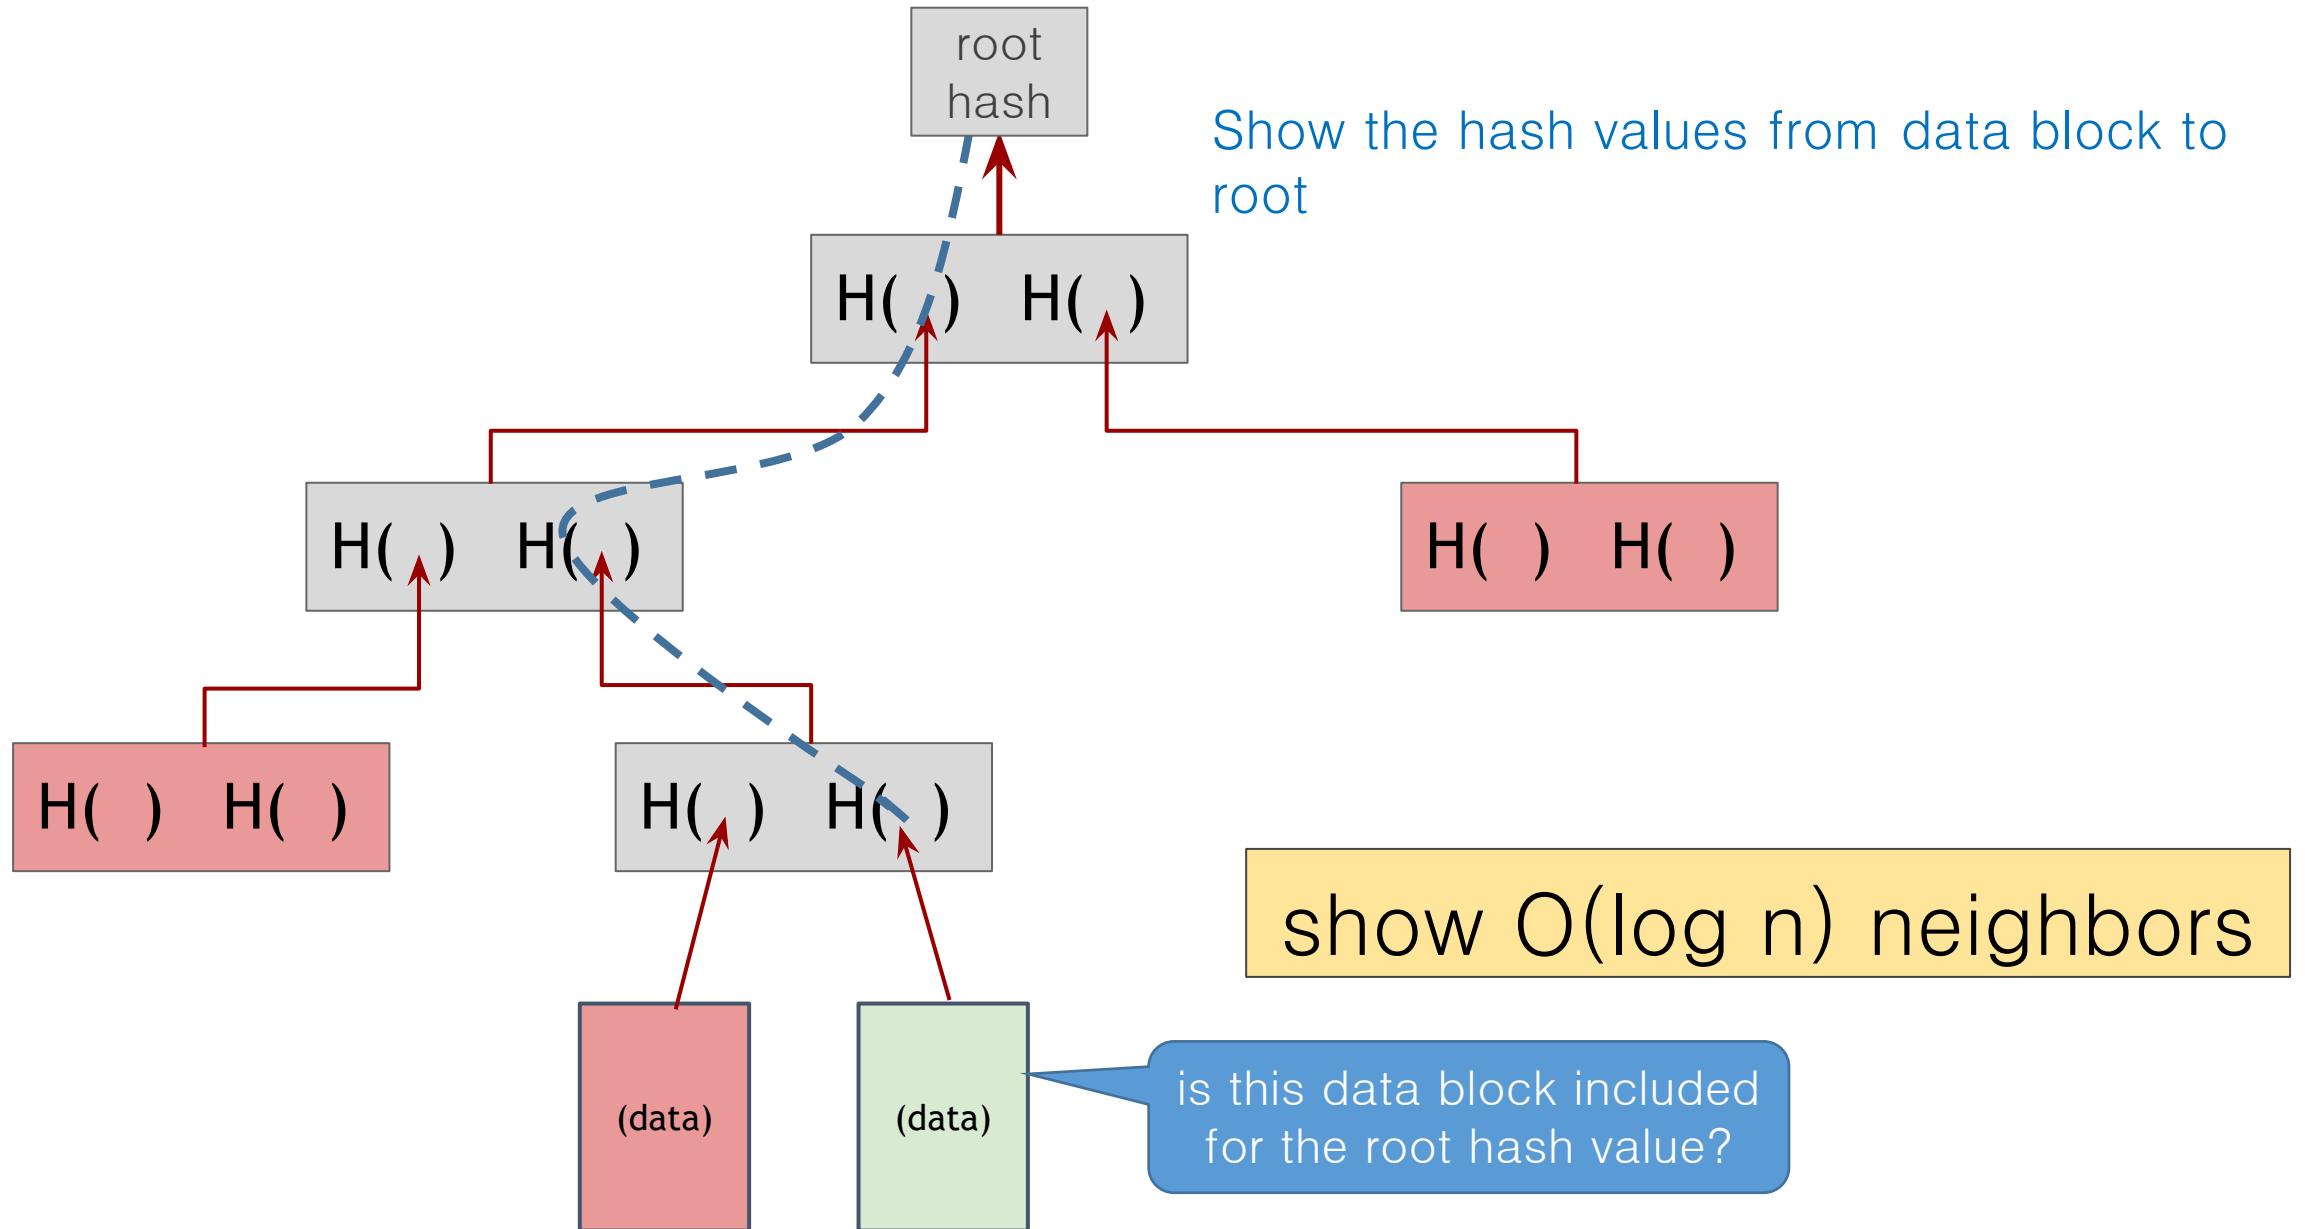 root
hash
Show the hash values from data block to
root
H( ) H( )
H( ) H( )
H( ) H( )
H( ) H( )
H( ) H( )
show O(log n) neighbors
(data)
(data)
is this data block included
for the root hash value?